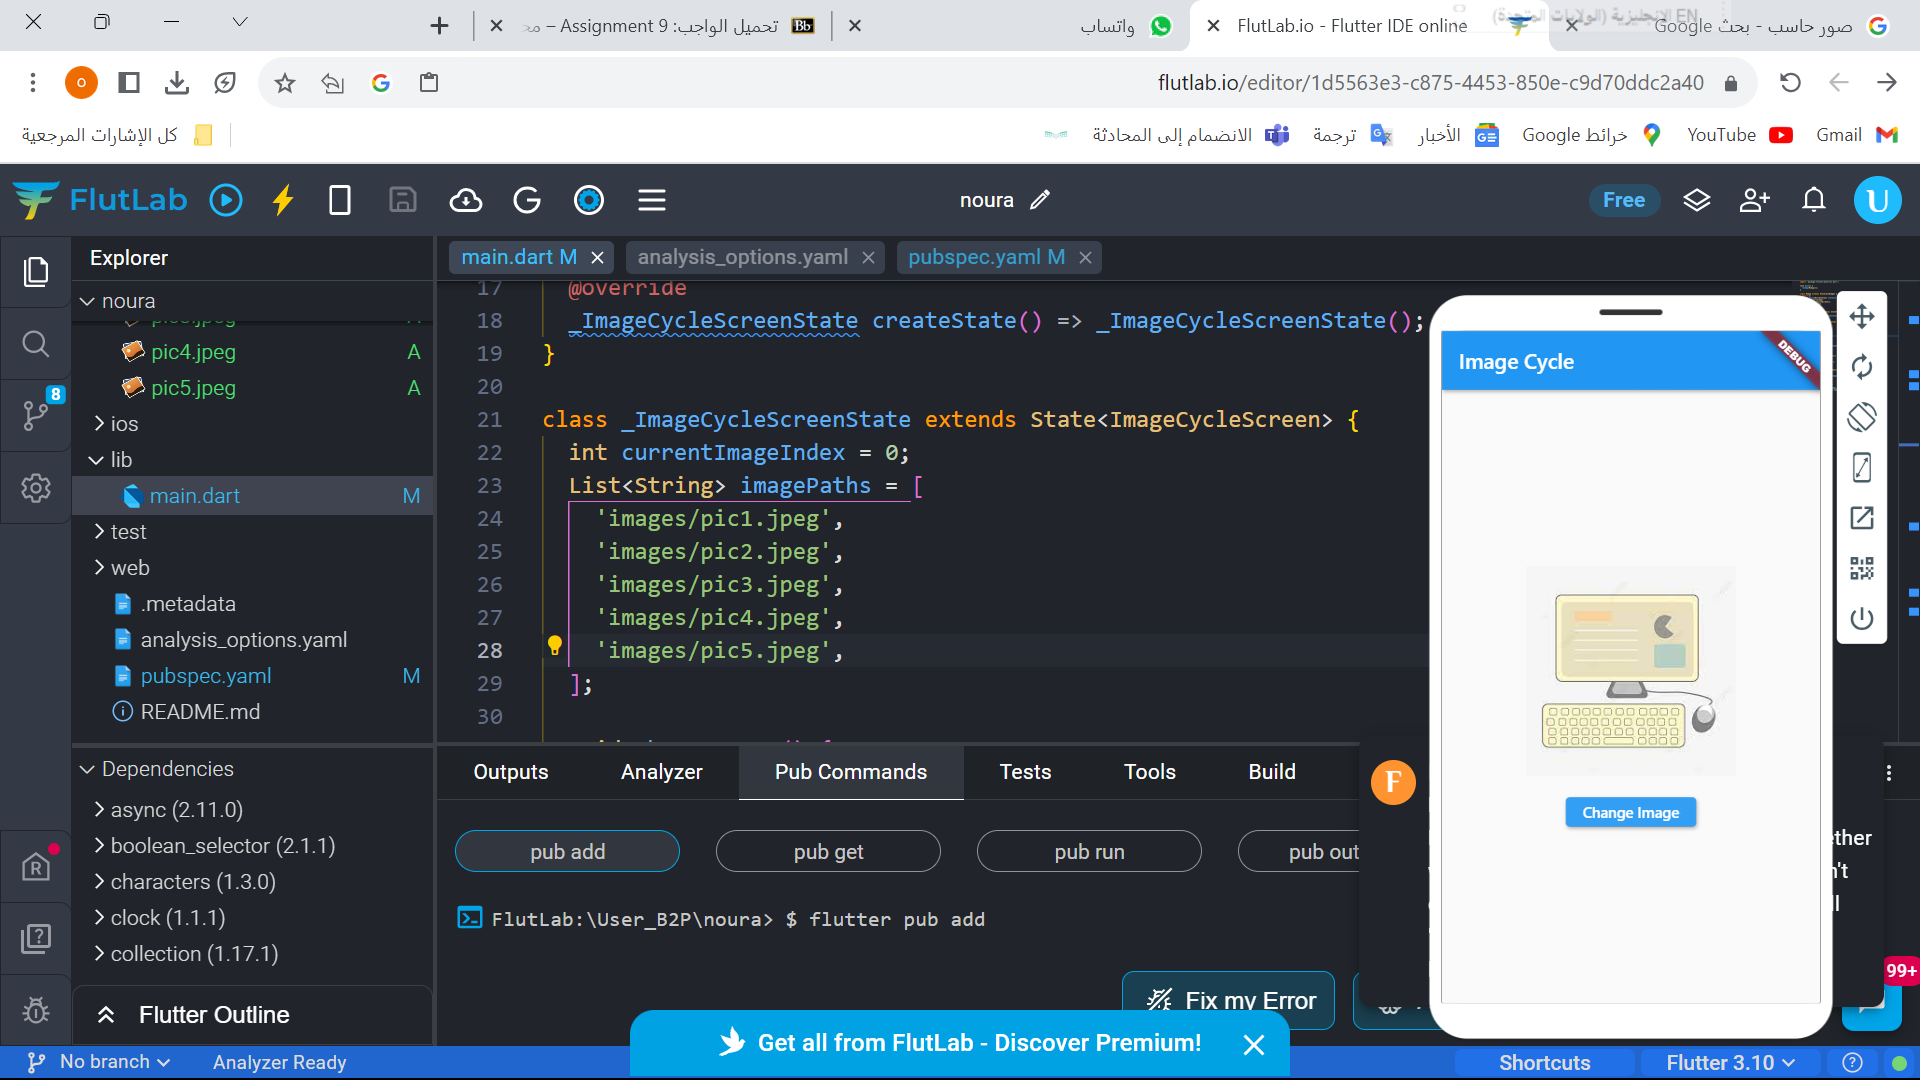 تحميل الواجب: Assignment 9 – مح
واتساب
FlutLab.io - Flutter IDE online
صور حاسب - بحث Google
EN الإنجليزية (الولايات المتحدة)
o
flutlab.io/editor/1d5563e3-c875-4453-850e-c9d70ddc2a40
كل الإشارات المرجعية
الانضمام إلى المحادثة
ترجمة
الأخبار
خرائط Google
YouTube
Gmail
FlutLab
noura
Free
U
Explorer
main.dart M
analysis_options.yaml
pubspec.yaml M
noura
pic4.jpeg A
pic5.jpeg A
ios
lib
main.dart M
test
web
.metadata
analysis_options.yaml
pubspec.yaml M
README.md
8
Dependencies
async (2.11.0)
boolean_selector (2.1.1)
characters (1.3.0)
clock (1.1.1)
collection (1.17.1)
Flutter Outline
17 @override
18 _ImageCycleScreenState createState() => _ImageCycleScreenState();
19 }
20
21 class _ImageCycleScreenState extends State<ImageCycleScreen> {
22 int currentImageIndex = 0;
23 List<String> imagePaths = [
24 'images/pic1.jpeg',
25 'images/pic2.jpeg',
26 'images/pic3.jpeg',
27 'images/pic4.jpeg',
28 'images/pic5.jpeg',
29 ];
30
Image Cycle
DEBUG
Change Image
Outputs
Analyzer
Pub Commands
Tests
Tools
Build
pub add
pub get
pub run
pub out
FlutLab:\User_B2P\noura> $ flutter pub add
F
ther
n't
ll
99+
Fix my Error
Get all from FlutLab - Discover Premium!
No branch
Analyzer Ready
Shortcuts
Flutter 3.10